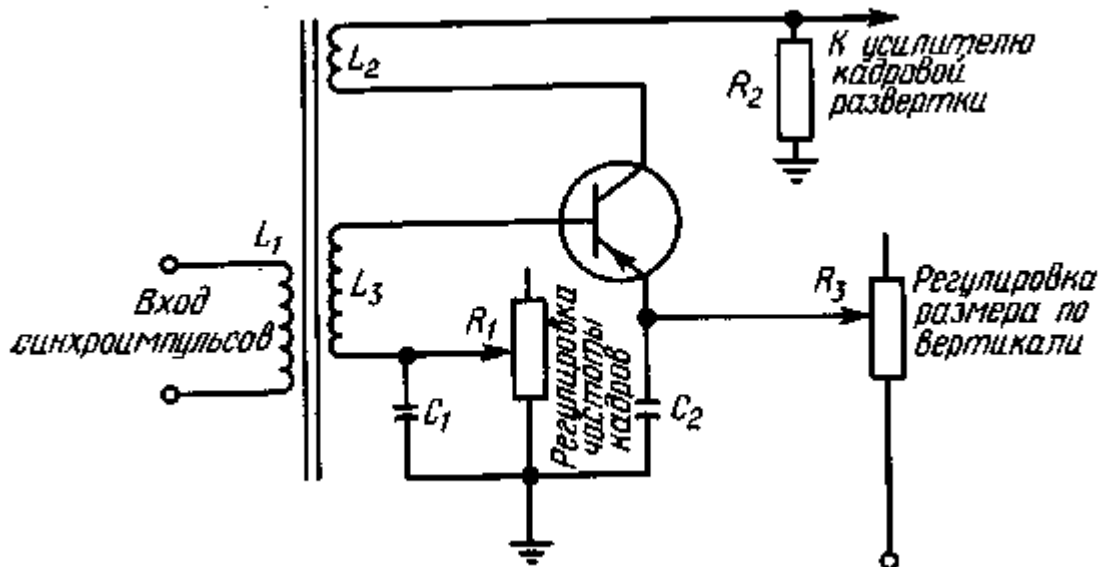 L2
К усилителю
кадровой
развертки
R2
L1
Вход
синхроимпульсов
L3
R1
Регулировка
частоты
кадров
C1
C2
R3
Регулировка
размера по
вертикали